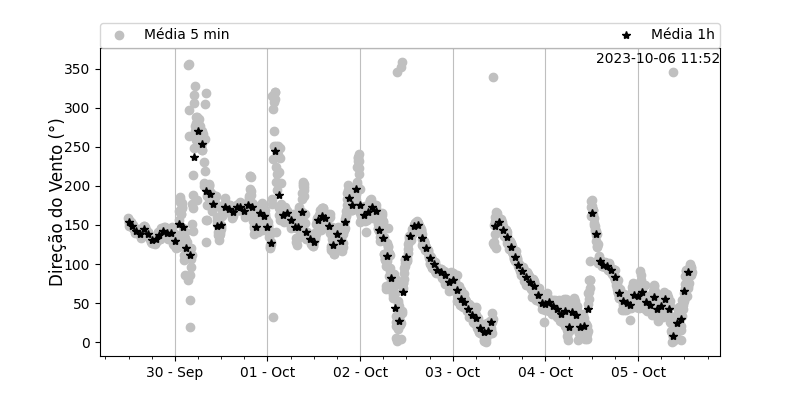 Média 5 min
Média 1h
2023-10-06 11:52
Direção do Vento (°)
350
300
250
200
150
100
50
0
30 - Sep
01 - Oct
02 - Oct
03 - Oct
04 - Oct
05 - Oct